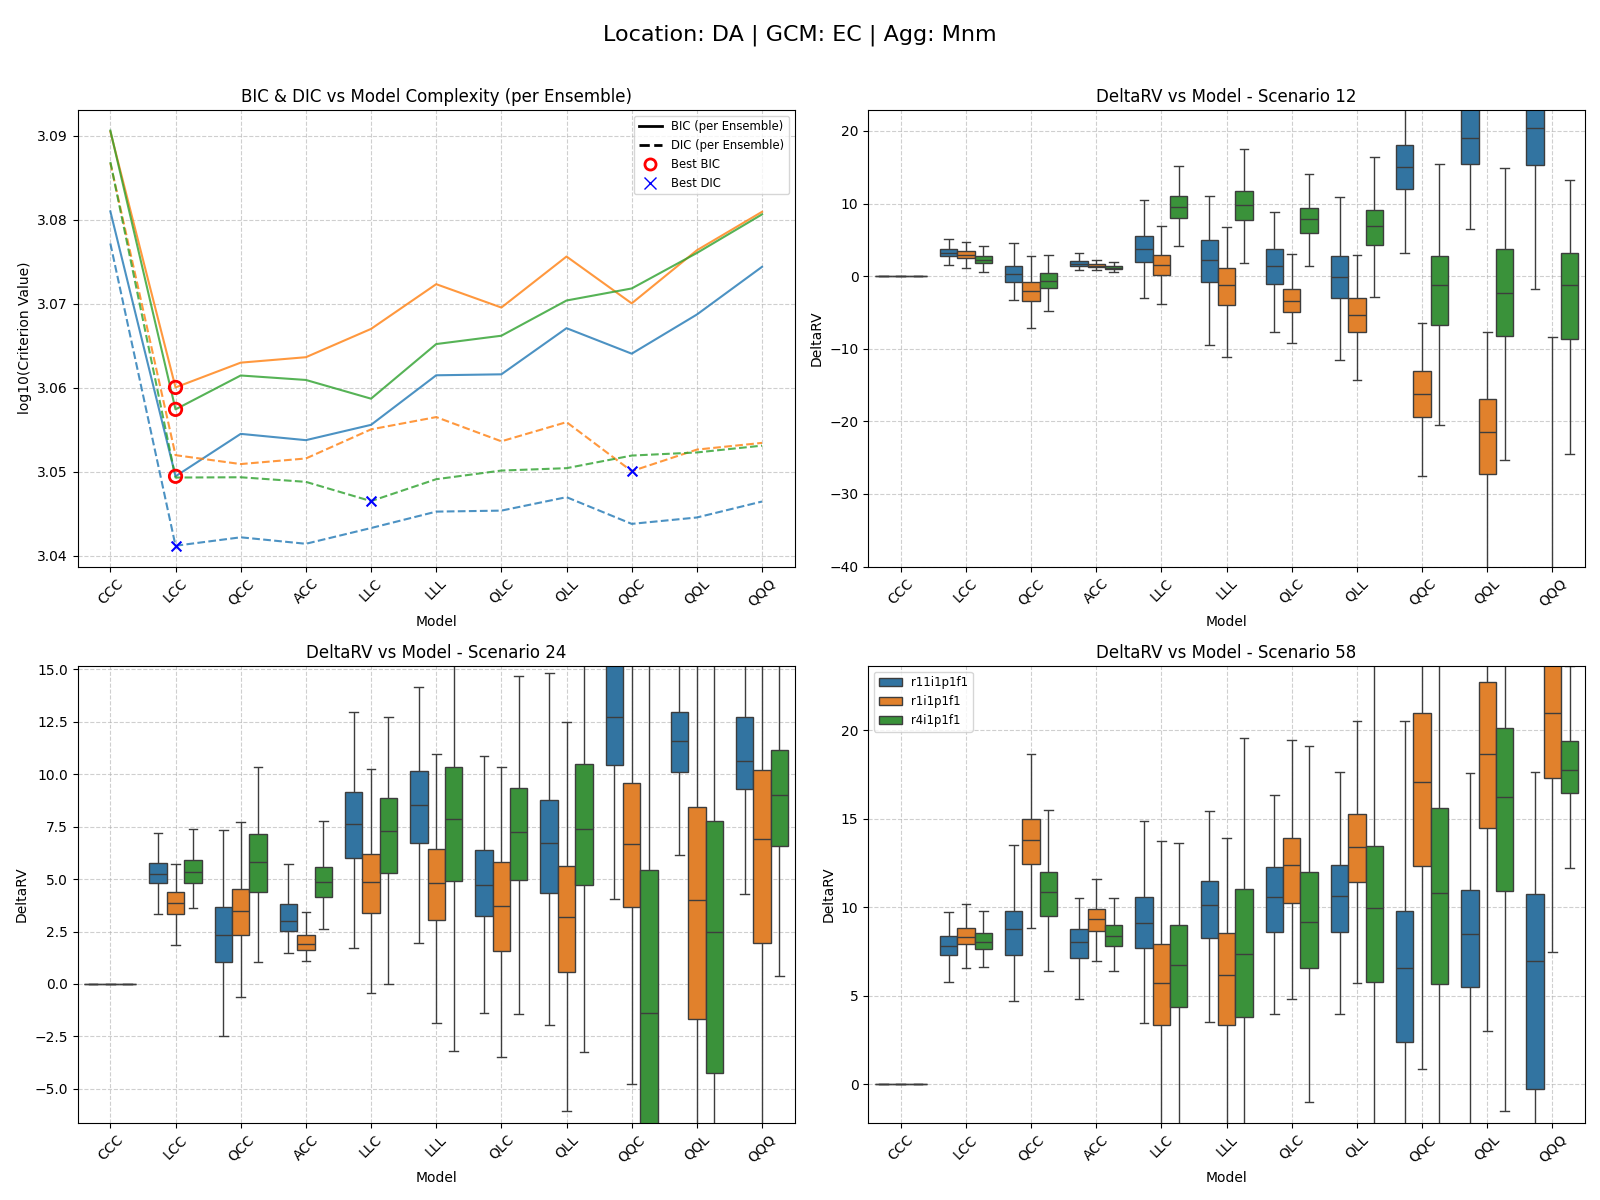 Location: DA | GCM: EC | Agg: Mnm
BIC & DIC vs Model Complexity (per Ensemble)
log10(Criterion Value)
3.09
3.08
3.07
3.06
3.05
3.04
BIC (per Ensemble)
DIC (per Ensemble)
Best BIC
Best DIC
CCC LCC QCC ACC LLC LLL QLC QLL QQC QQL QQQ
Model
DeltaRV vs Model - Scenario 12
DeltaRV
20
10
0
−10
−20
−30
−40
CCC LCC QCC ACC LLC LLL QLC QLL QQC QQL QQQ
Model
DeltaRV vs Model - Scenario 24
DeltaRV
15.0
12.5
10.0
7.5
5.0
2.5
0.0
−2.5
−5.0
CCC LCC QCC ACC LLC LLL QLC QLL QQC QQL QQQ
Model
DeltaRV vs Model - Scenario 58
DeltaRV
20
15
10
5
0
r11i1p1f1
r1i1p1f1
r4i1p1f1
CCC LCC QCC ACC LLC LLL QLC QLL QQC QQL QQQ
Model